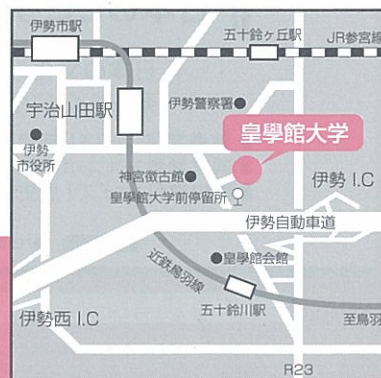 伊勢市駅
五十鈴ヶ丘駅
JR参宮線
宇治山田駅
伊勢警察署
皇學館大学
伊勢
市役所
神宮徴古館
伊勢 I.C
皇學館大学前停留所
伊勢自動車道
皇學館会館
近鉄鳥羽線
五十鈴川駅
伊勢西 I.C
至鳥羽
R23